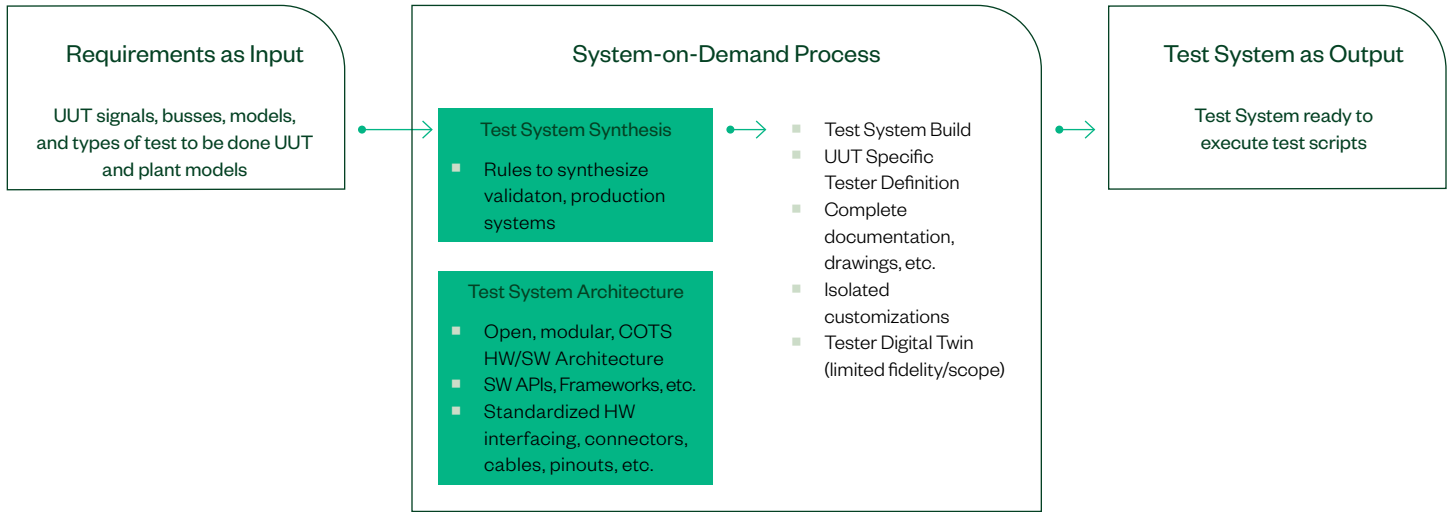 Requirements as Input
UUT signals, busses, models,
and types of test to be done UUT
and plant models
System-on-Demand Process
Test System Synthesis
Rules to synthesize
validaton, production
systems
Test System Architecture
Open, modular, COTS
HW/SW Architecture
SW APIs, Frameworks, etc.
Standardized HW
interfacing, connectors,
cables, pinouts, etc.
Test System Build
UUT Specific
Tester Definition
Complete
documentation,
drawings, etc.
Isolated
customizations
Tester Digital Twin
(limited fidelity/scope)
Test System as Output
Test System ready to
execute test scripts